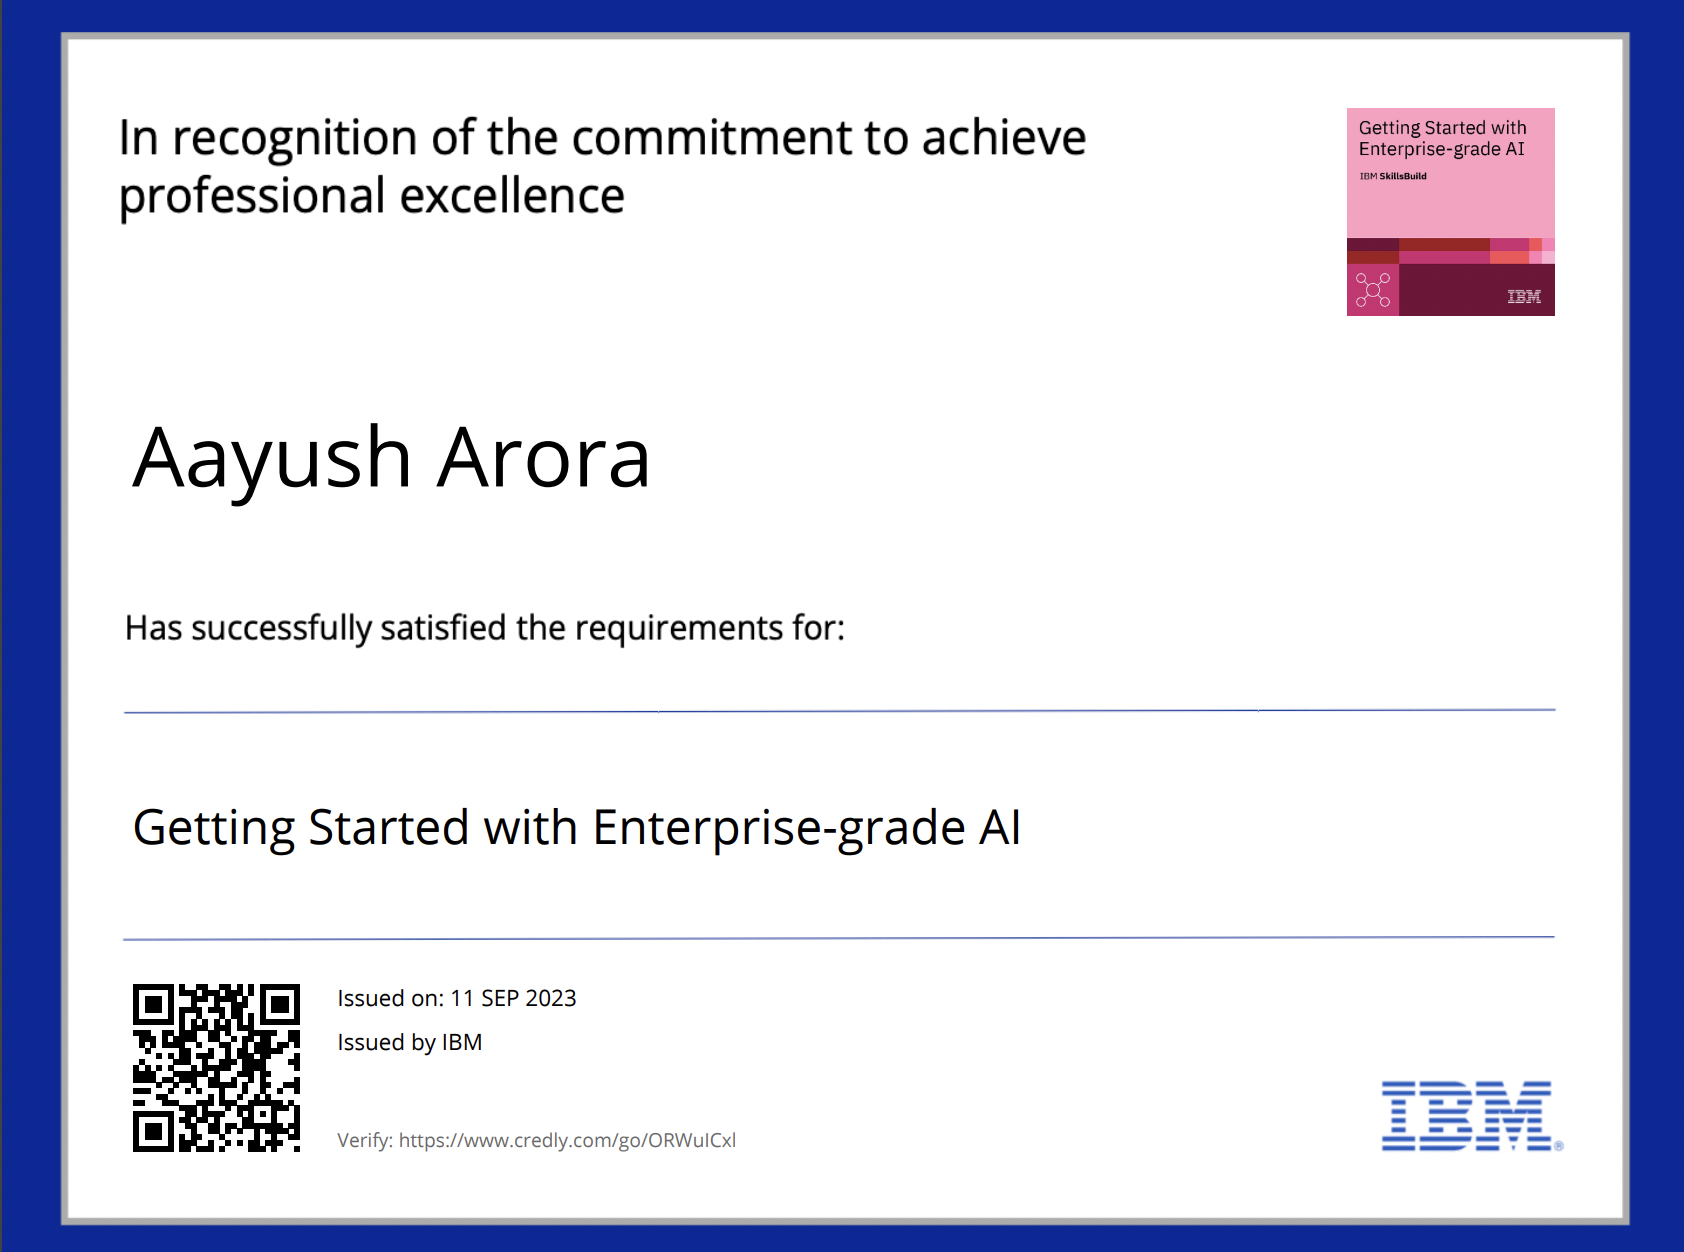 In recognition of the commitment to achieve
professional excellence
Getting Started with
Enterprise-grade AI
IBM SkillsBuild
IBM
Aayush Arora
Has successfully satisfied the requirements for:
Getting Started with Enterprise-grade AI
Issued on: 11 SEP 2023
Issued by IBM
Verify: https://www.credly.com/go/ORWuICxl
IBM®